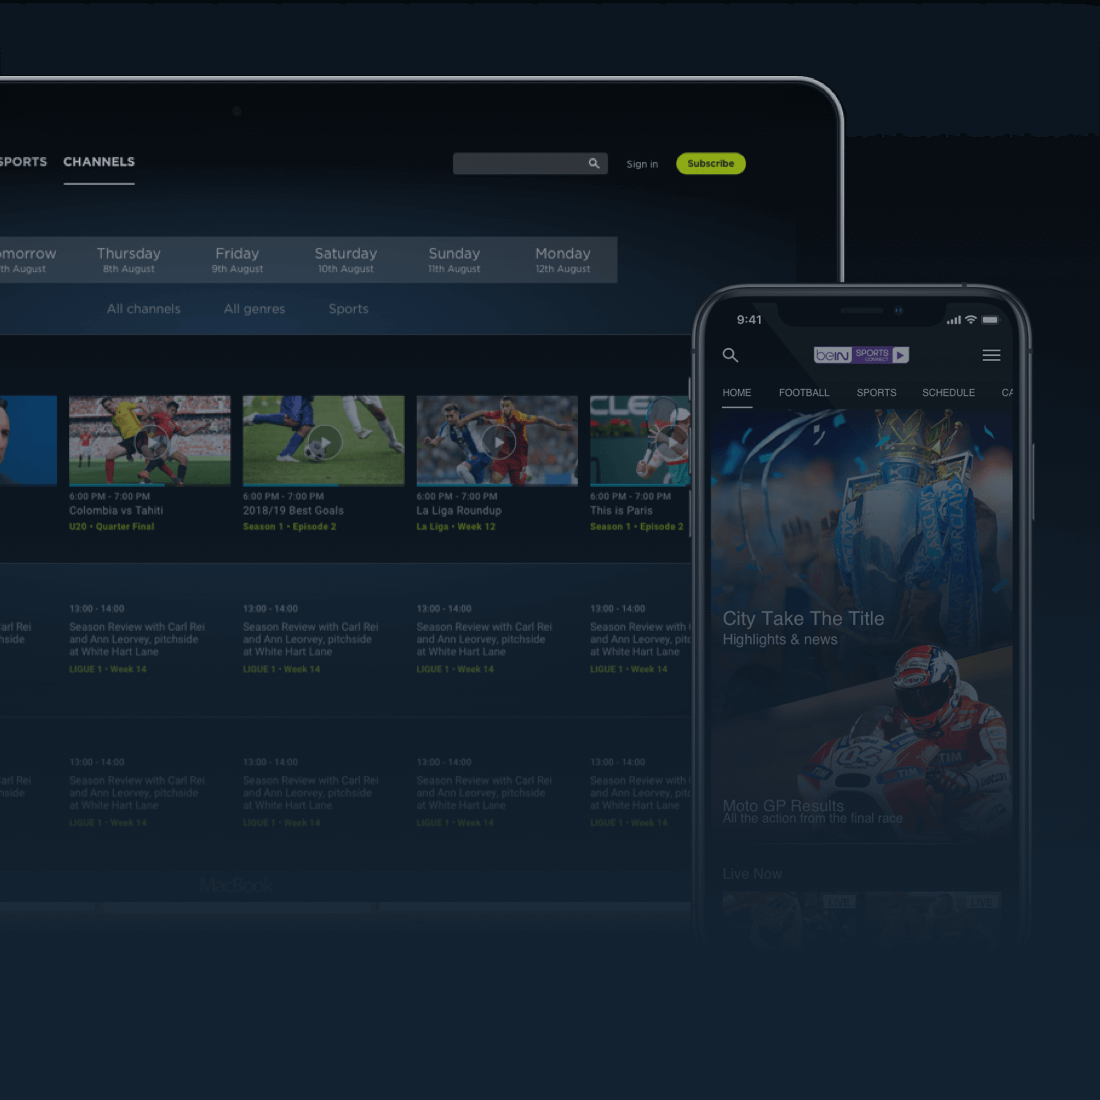 SPORTS CHANNELS
Sign in Subscribe
omorrow Thursday Friday Saturday Sunday Monday
th August 8th August 9th August 10th August 11th August 12th August
All channels All genres Sports
6:00 PM - 7:00 PM
Colombia vs Tahiti
U20 • Quarter Final
6:00 PM - 7:00 PM
2018/19 Best Goals
Season 1 • Episode 2
6:00 PM - 7:00 PM
La Liga Roundup
La Liga • Week 12
CLE
6:00 PM - 7:00 PM
This is Paris
Season 1 • Episode 2
arl Rei
hside
13:00 - 14:00
Season Review with Carl Rei
and Ann Leorvey, pitchside
at White Hart Lane
LIGUE 1 • Week 14
13:00 - 14:00
Season Review with Carl Rei
and Ann Leorvey, pitchside
at White Hart Lane
LIGUE 1 • Week 14
13:00 - 14:00
Season Review with Carl Rei
and Ann Leorvey, pitchside
at White Hart Lane
LIGUE 1 • Week 14
13:00 - 14:00
Season Review with
and Ann Leorvey, pit
at White Hart Lane
LIGUE 1 • Week 14
arl Rei
hside
13:00 - 14:00
Season Review with Carl Rei
and Ann Leorvey, pitchside
at White Hart Lane
LIGUE 1 • Week 14
13:00 - 14:00
Season Review with Carl Rei
and Ann Leorvey, pitchside
at White Hart Lane
LIGUE 1 • Week 14
13:00 - 14:00
Season Review with Carl Rei
and Ann Leorvey, pitchside
at White Hart Lane
LIGUE 1 • Week 14
13:00 - 14:00
Season Review with
and Ann Leorvey, pit
at White Hart Lane
LIGUE 1 • Week 14
MacBook
9:41
beIN SPORTS
CONNECT
HOME FOOTBALL SPORTS SCHEDULE CA
BARCLAYS
BARCLAYS
City Take The Title
Highlights & news
04
TIM
TIM
Moto GP Results
All the action from the final race
Live Now
LIVE
LIVE